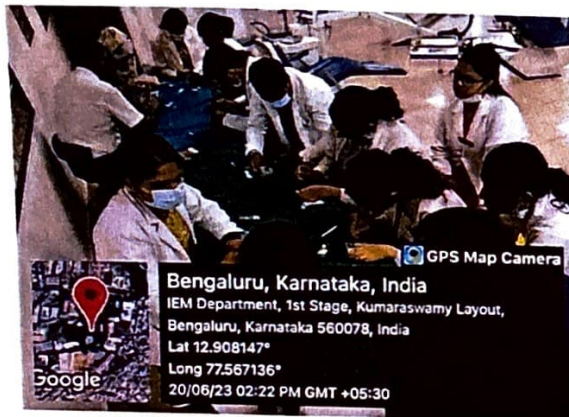 GPS Map Camera
Bengaluru, Karnataka, India
IEM Department, 1st Stage, Kumaraswamy Layout,
Bengaluru, Karnataka 560078, India
Lat 12.908147°
Long 77.567136°
20/06/23 02:22 PM GMT +05:30
Google